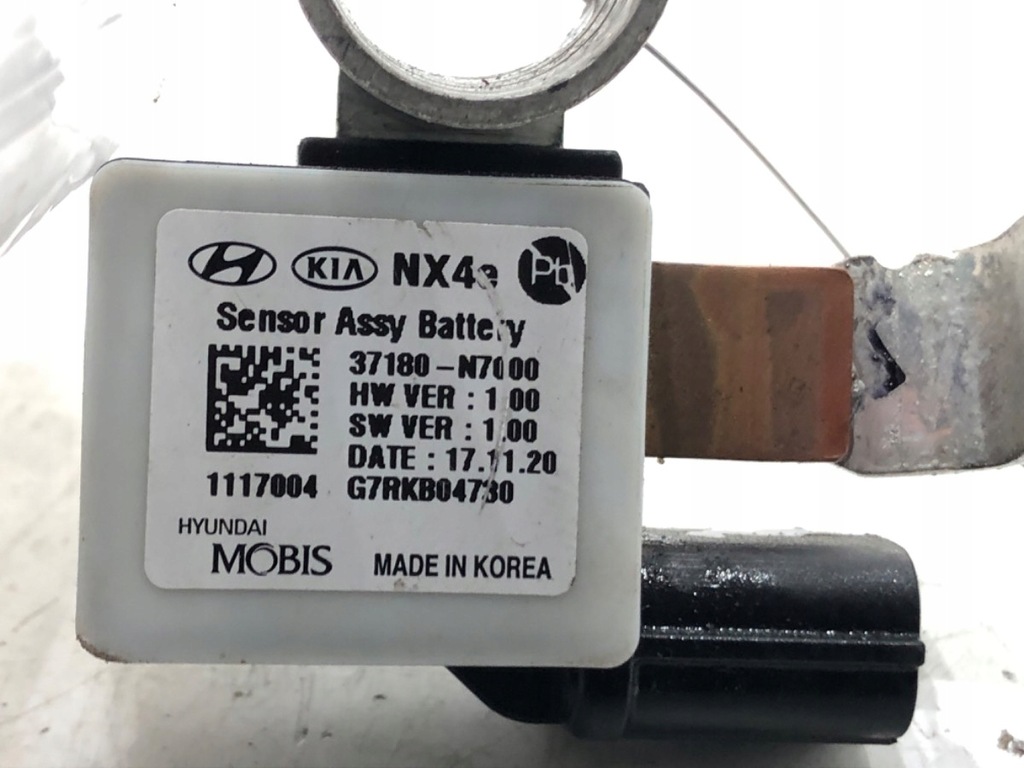 KIA NX4e Pb
Sensor Assy Battery
37180-N7000
HW VER : 1.00
SW VER : 1.00
DATE : 17.11.20
1117004 G7RKB04730
HYUNDAI
MOBIS MADE IN KOREA